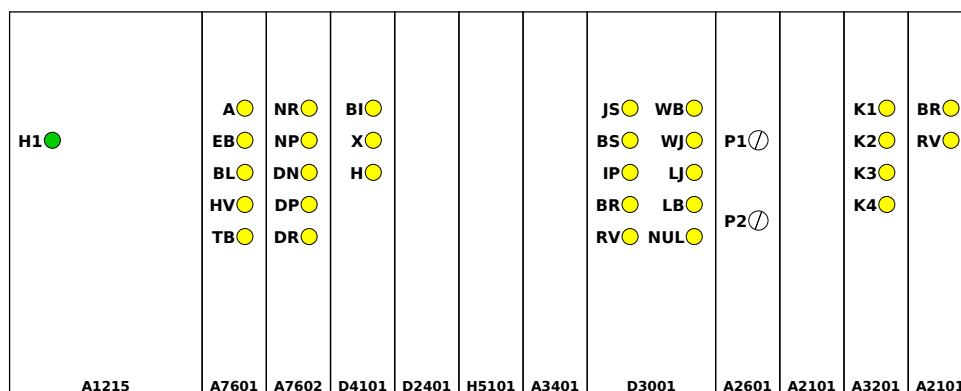 A NR BI JS WB K1 BR
H1 EB NP X BS WJ P1 K2 RV
BL DN H IP LJ K3
HV DP BR LB P2 K4
TB DR RV NUL
A1215 A7601 A7602 D4101 D2401 H5101 A3401 D3001 A2601 A2101 A3201 A2101